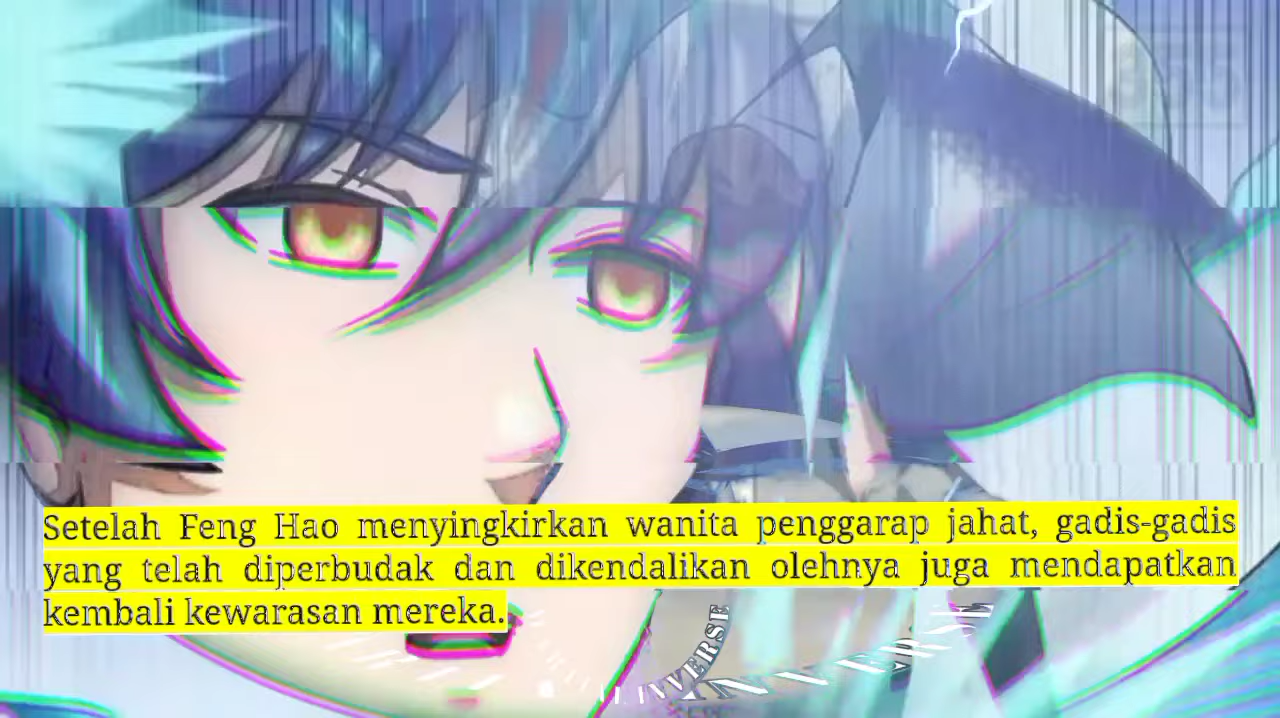 Setelah Feng Hao menyingkirkan wanita penggarap jahat, gadis-gadis
yang telah diperbudak dan dikendalikan olehnya juga mendapatkan
kembali kewarasan mereka.
INVERSE